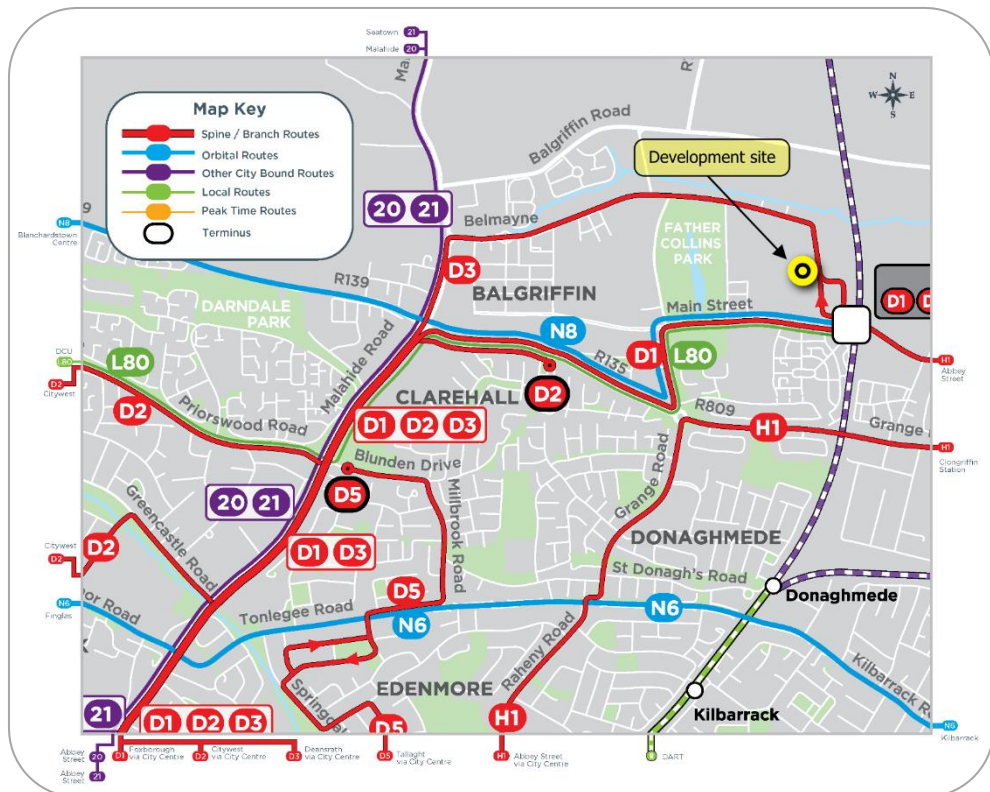 Seatown 21
Malahide 20
Map Key
Spine / Branch Routes
Orbital Routes
Other City Bound Routes
Local Routes
Peak Time Routes
Terminus
N
W E
S
Balgriffin Road
Development site
20 21
Belmayne
N8
Blanchardstown
Centre
FATHER
COLLINS
PARK
D3
R139
BALGRIFFIN
Main Street
D1
DARNDALE
PARK
Malahide Road
N8
R135
D1
L80
H1
Abbey
Street
DCU
L80
D2
Citywest
L80
D2
CLAREHALL
D2
R809
Priorswood Road
D1 D2 D3
H1
Grange
H1
Clongriffin
Station
Blunden Drive
D5
Grange Road
20 21
Millbrook Road
Greencastle Road
DONAGHMEDE
D1 D3
Citywest
D2
D2
St Donagh's Road
Donaghmede
D5
N6
Finglas
Tonlegee Road
N6
N6
Raheny Road
Kilbarrack
EDENMORE
Kilbarrack
21
D1 D2 D3
D5
H1
N6
Kilbarrack
Abbey
Street
20
Abbey
Street
21
D1
Foxborough
via City Centre
D2
Citywest
via City Centre
D3
Deansrath
via City Centre
D5
Tallaght
via City Centre
H1
Abbey Street
via City Centre
DART